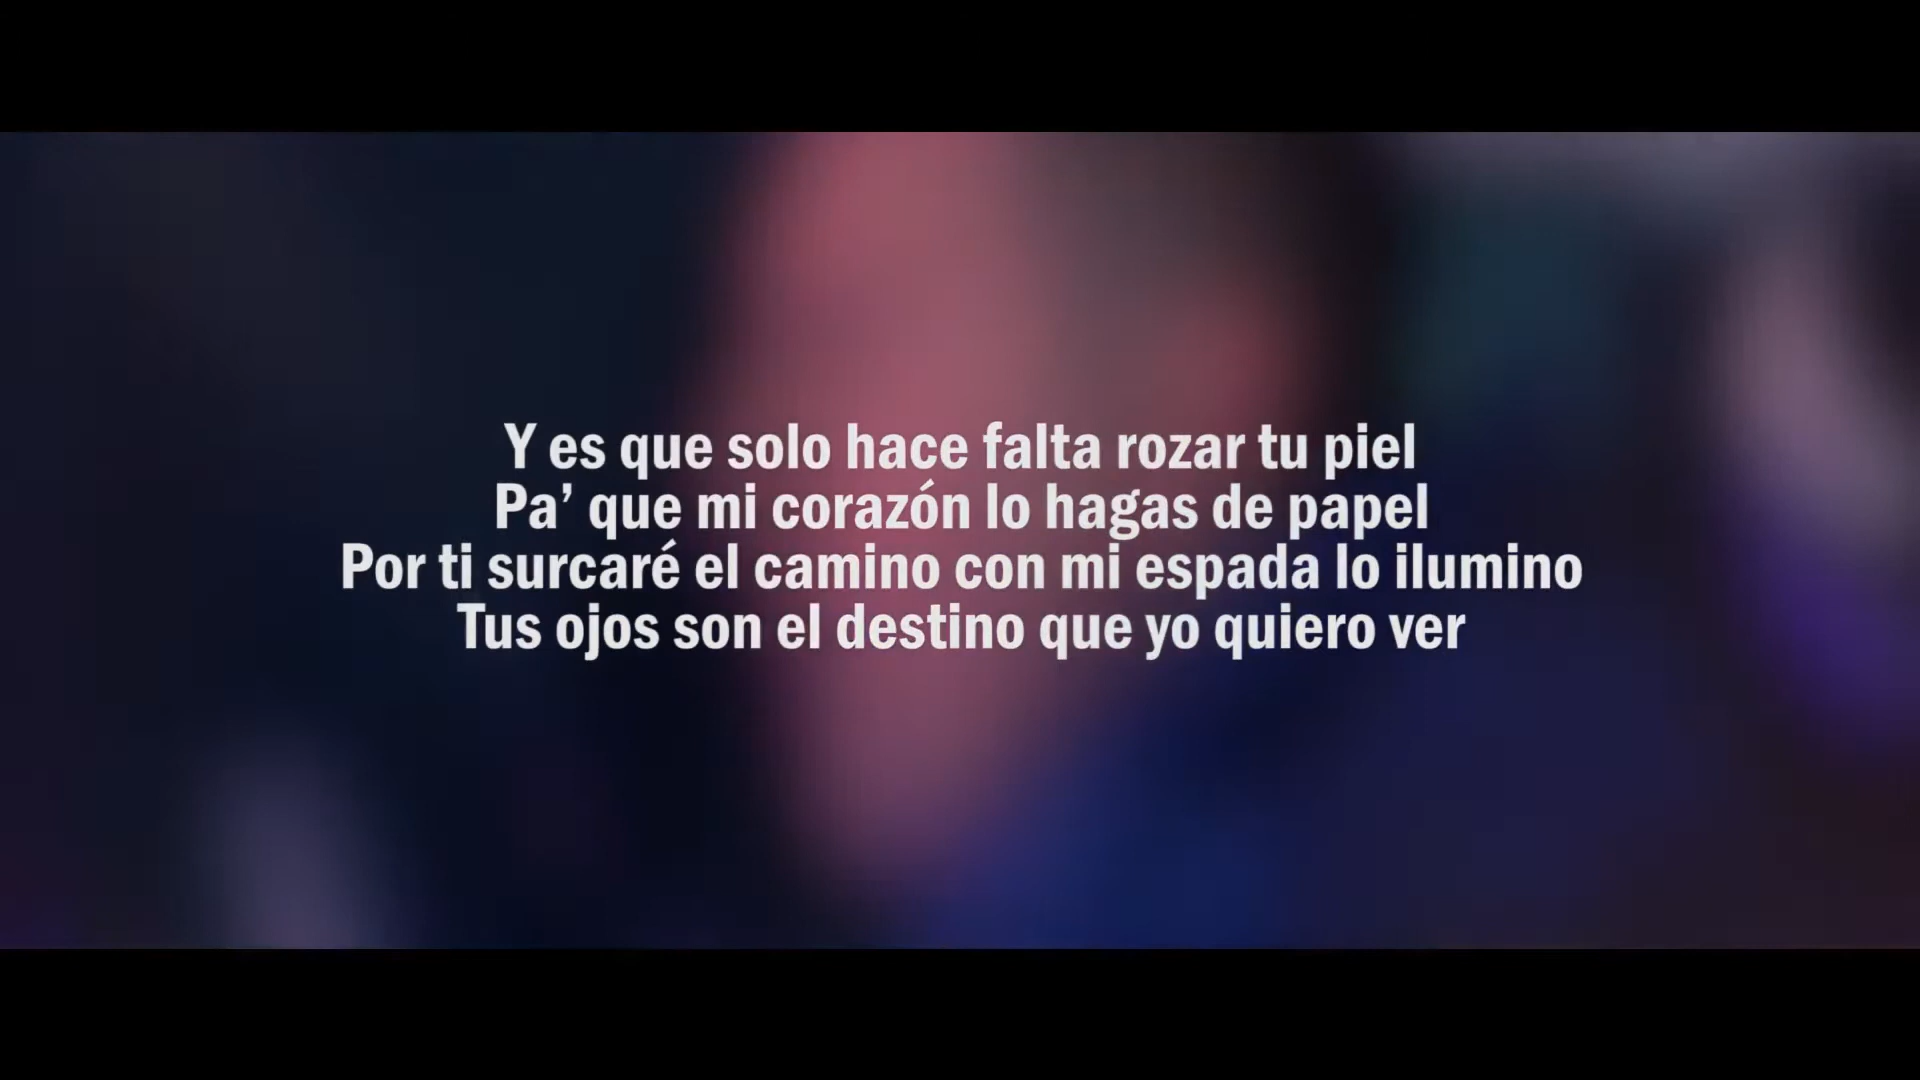 Y es que solo hace falta rozar tu piel
Pa’ que mi corazón lo hagas de papel
Por ti surcaré el camino con mi espada lo ilumino
Tus ojos son el destino que yo quiero ver